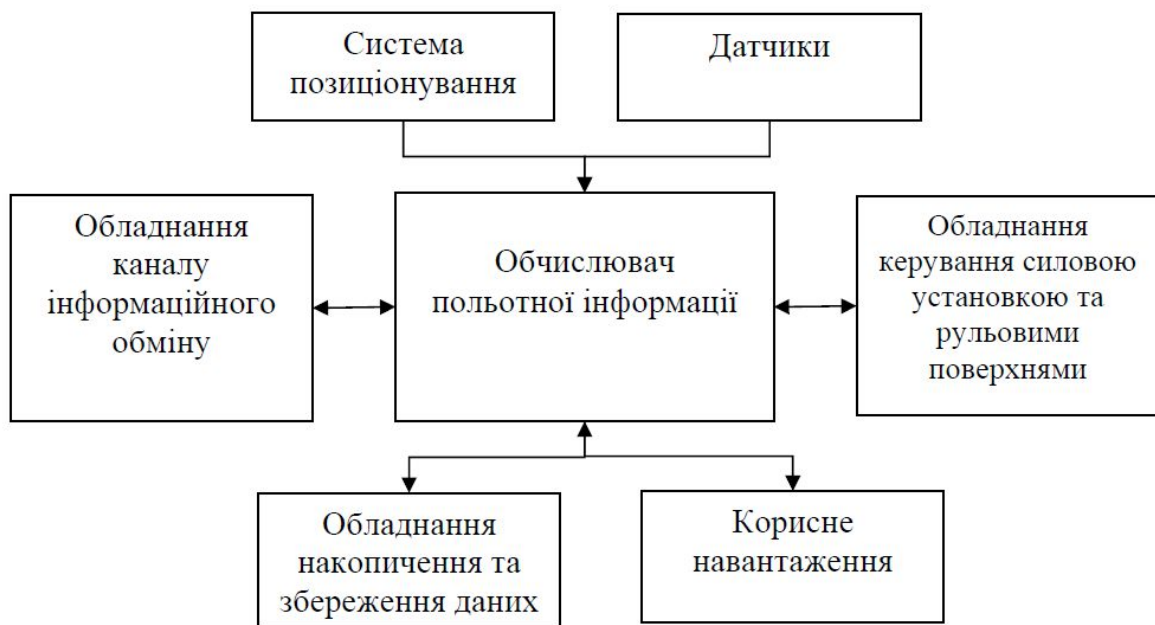 Система
позиціонування
Датчики
Обладнання
каналу
інформаційного
обміну
Обчислювач
польотної інформації
Обладнання
керування силовою
установкою та
рульовими
поверхнями
Обладнання
накопичення та
збереження даних
Корисне
навантаження